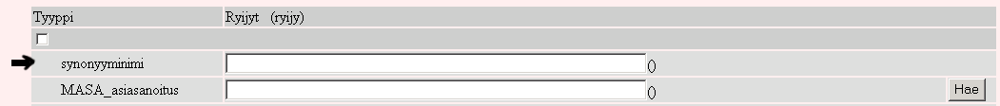 Tyyppi Ryijyt (ryijy)
synonyyminimi ()
MASA_asiasanoitus () Hae